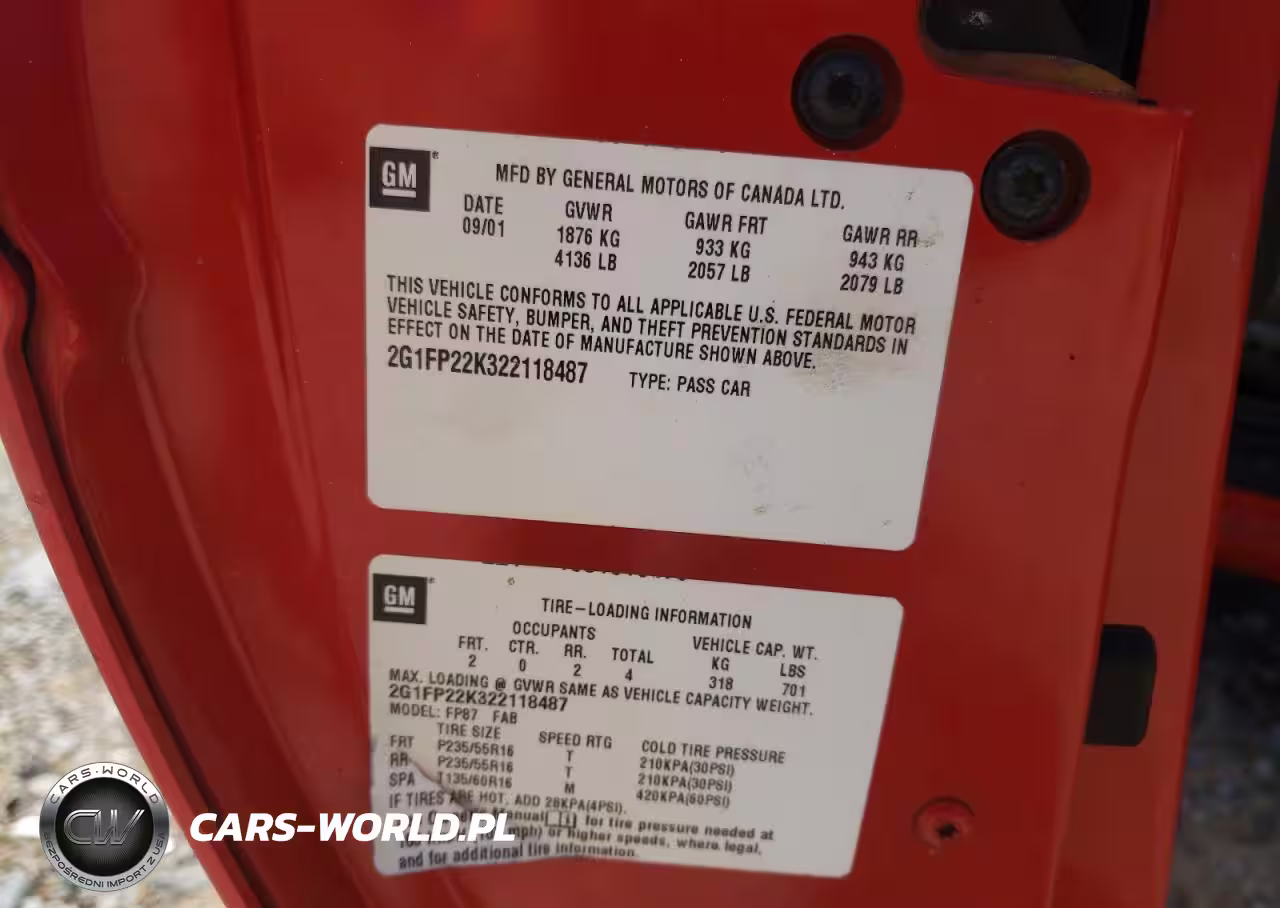 GM
MFD BY GENERAL MOTORS OF CANADA LTD.
DATE GVWR GAWR FRT GAWR RR
09/01 1876 KG 933 KG 943 KG
4136 LB 2057 LB 2079 LB
THIS VEHICLE CONFORMS TO ALL APPLICABLE U.S. FEDERAL MOTOR
VEHICLE SAFETY, BUMPER, AND THEFT PREVENTION STANDARDS IN
EFFECT ON THE DATE OF MANUFACTURE SHOWN ABOVE.
2G1FP22K322118487 TYPE: PASS CAR
GM
TIRE-LOADING INFORMATION
OCCUPANTS VEHICLE CAP. WT.
FRT. CTR. RR. TOTAL KG LBS
2 0 2 4 318 701
MAX. LOADING @ GVWR SAME AS VEHICLE CAPACITY WEIGHT.
2G1FP22K322118487
MODEL: FP87 FAB
TIRE SIZE SPEED RTG COLD TIRE PRESSURE
FRT P235/55R16 T 210KPA(30PSI)
RR P235/55R16 T 210KPA(30PSI)
SPA T135/60R16 M 420KPA(60PSI)
IF TIRES ARE HOT, ADD 28KPA(4PSI).
Manual for tire pressure needed at
or higher speeds, where legal,
and for additional tire information.
CARS-WORLD
CW
BEZPOŚREDNI IMPORT Z USA
CARS-WORLD.PL